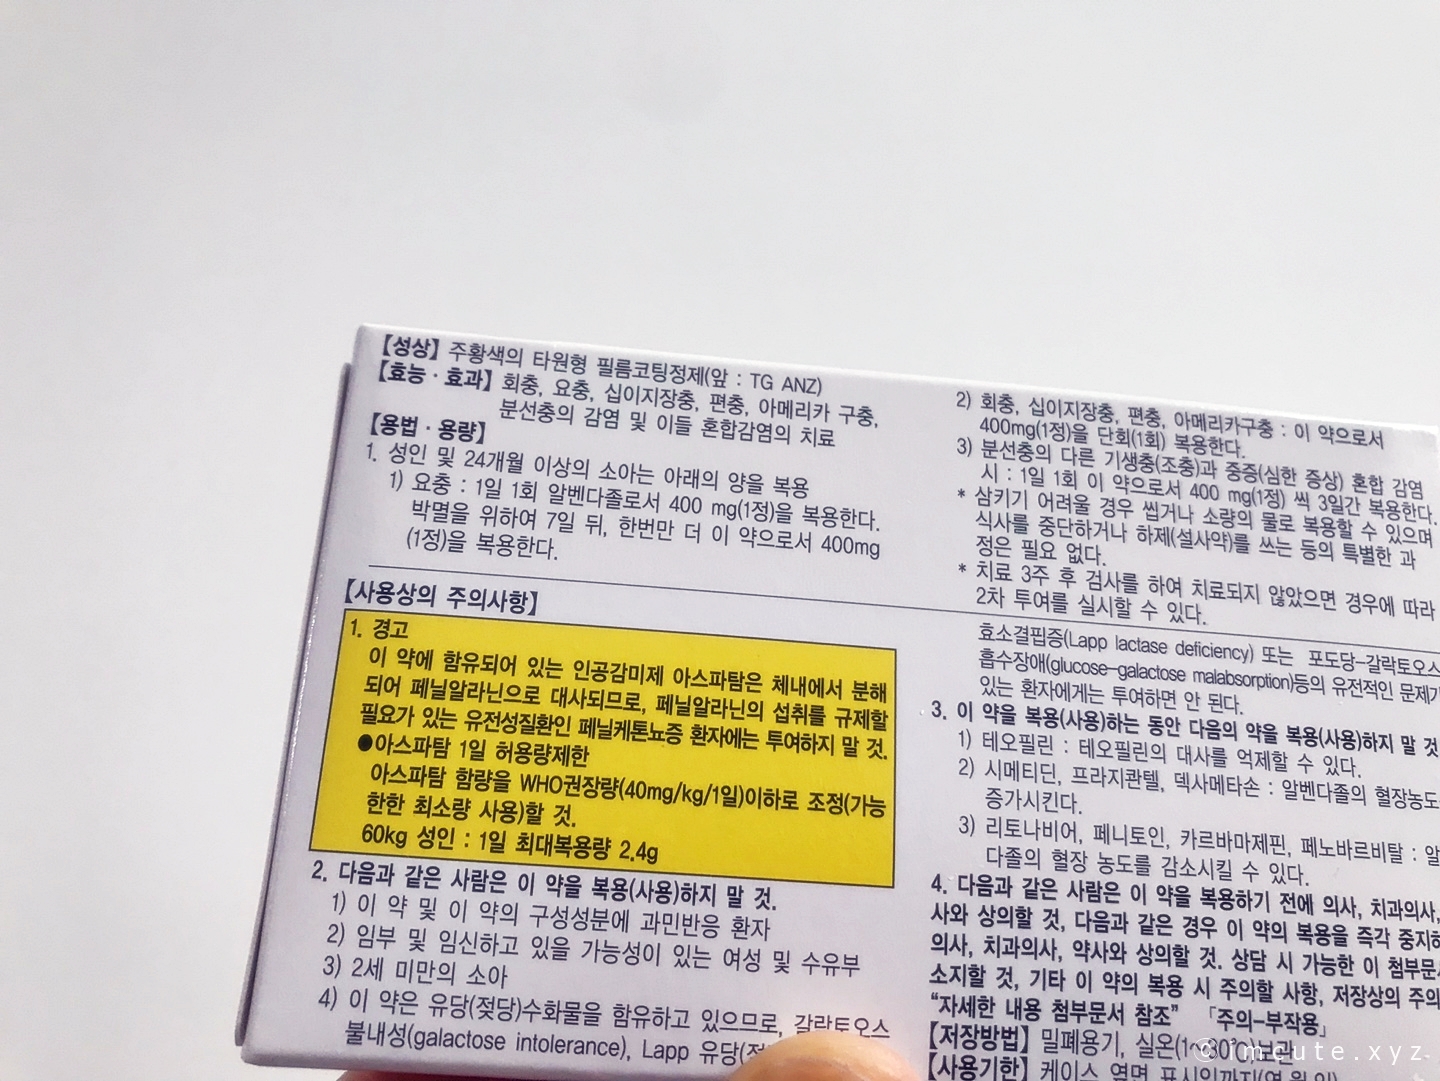 【성상】 주황색의 타원형 필름코팅정제(앞 : TG ANZ)
【효능 · 효과】 회충, 요충, 십이지장충, 편충, 아메리카 구충,
분선충의 감염 및 이들 혼합감염의 치료
【용법 · 용량】
1. 성인 및 24개월 이상의 소아는 아래의 양을 복용
1) 요충 : 1일 1회 알벤다졸로서 400 mg(1정)을 복용한다.
박멸을 위하여 7일 뒤, 한번만 더 이 약으로서 400mg
(1정)을 복용한다.
2) 회충, 십이지장충, 편충, 아메리카구충 : 이 약으로서
400mg(1정)을 단회(1회) 복용한다.
3) 분선충의 다른 기생충(조충)과 중증(심한 증상) 혼합 감염
시 : 1일 1회 이 약으로서 400 mg(1정) 씩 3일간 복용한다.
* 삼키기 어려울 경우 씹거나 소량의 물로 복용할 수 있으며
식사를 중단하거나 하제(설사약)를 쓰는 등의 특별한 과
정은 필요 없다.
* 치료 3주 후 검사를 하여 치료되지 않았으면 경우에 따라
2차 투여를 실시할 수 있다.
【사용상의 주의사항】
1. 경고
이 약에 함유되어 있는 인공감미제 아스파탐은 체내에서 분해
되어 페닐알라닌으로 대사되므로, 페닐알라닌의 섭취를 규제할
필요가 있는 유전성질환인 페닐케톤뇨증 환자에는 투여하지 말 것.
●아스파탐 1일 허용량제한
아스파탐 함량을 WHO권장량(40mg/kg/1일)이하로 조정(가능
한한 최소량 사용)할 것.
60kg 성인 : 1일 최대복용량 2.4g
2. 다음과 같은 사람은 이 약을 복용(사용)하지 말 것.
1) 이 약 및 이 약의 구성성분에 과민반응 환자
2) 임부 및 임신하고 있을 가능성이 있는 여성 및 수유부
3) 2세 미만의 소아
4) 이 약은 유당(젖당)수화물을 함유하고 있으므로, 갈락토오스
불내성(galactose intolerance), Lapp 유당(젖
효소결핍증(Lapp lactase deficiency) 또는 포도당-갈락토오스
흡수장애(glucose-galactose malabsorption)등의 유전적인 문제가
있는 환자에게는 투여하면 안 된다.
3. 이 약을 복용(사용)하는 동안 다음의 약을 복용(사용)하지 말 것
1) 테오필린 : 테오필린의 대사를 억제할 수 있다.
2) 시메티딘, 프라지콴텔, 덱사메타손 : 알벤다졸의 혈장농도
증가시킨다.
3) 리토나비어, 페니토인, 카르바마제핀, 페노바르비탈 : 알
다졸의 혈장 농도를 감소시킬 수 있다.
4. 다음과 같은 사람은 이 약을 복용하기 전에 의사, 치과의사,
사와 상의할 것, 다음과 같은 경우 이 약의 복용을 즉각 중지하
의사, 치과의사, 약사와 상의할 것. 상담 시 가능한 이 첨부문서
소지할 것, 기타 이 약의 복용 시 주의할 사항, 저장상의 주의
“자세한 내용 첨부문서 참조” 「주의-부작용」
【저장방법】 밀폐용기, 실온(1~30℃)보관
【사용기한】 케이스 옆면 표시일까지
ⓒimcute.xyz